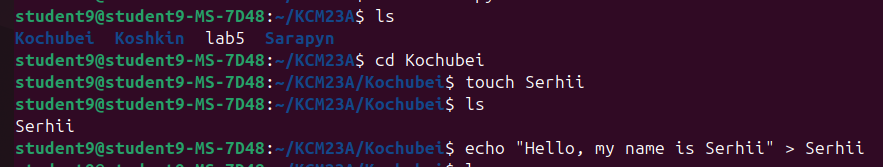 student9@student9-MS-7D48:~/KCM23A$ ls
Kochubei  Koshkin  lab5  Sarapyn
student9@student9-MS-7D48:~/KCM23A$ cd Kochubei
student9@student9-MS-7D48:~/KCM23A/Kochubei$ touch Serhii
student9@student9-MS-7D48:~/KCM23A/Kochubei$ ls
Serhii
student9@student9-MS-7D48:~/KCM23A/Kochubei$ echo "Hello, my name is Serhii" > Serhii